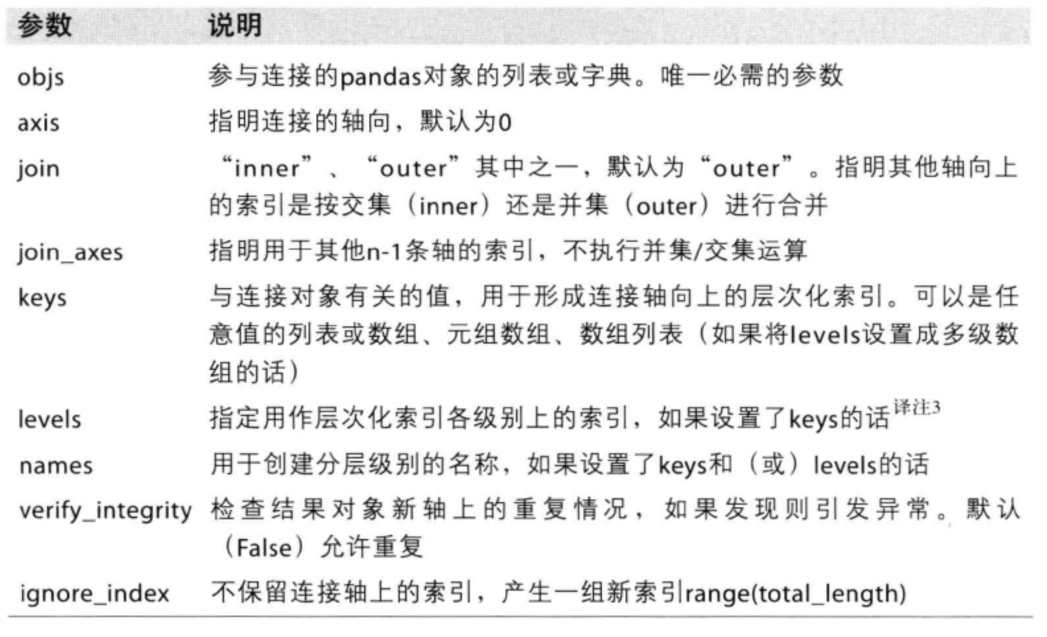 参数 说明
objs 参与连接的pandas对象的列表或字典。唯一必需的参数
axis 指明连接的轴向，默认为0
join “inner”、“outer”其中之一，默认为“outer”。指明其他轴向上
的索引是按交集（inner）还是并集（outer）进行合并
join_axes 指明用于其他n-1条轴的索引，不执行并集/交集运算
keys 与连接对象有关的值，用于形成连接轴向上的层次化索引。可以是任
意值的列表或数组、元组数组、数组列表（如果将levels设置成多级数
组的话）
levels 指定用作层次化索引各级别上的索引，如果设置了keys的话译注3
names 用于创建分层级别的名称，如果设置了keys和（或）levels的话
verify_integrity 检查结果对象新轴上的重复情况，如果发现则引发异常。默认
（False）允许重复
ignore_index 不保留连接轴上的索引，产生一组新索引range(total_length)